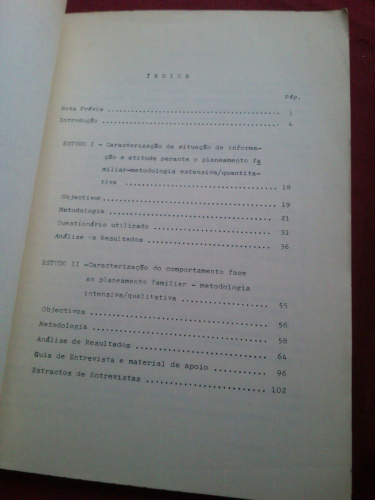 ÍNDICE
Pág.
Nota Prévia 3
Introdução 4
ESTUDO I - Caracterização da situação de informa-
ção e atitude perante o planeamento fa
miliar-metodologia extensiva/quantita-
tiva 18
Objectivos 19
Metodologia 21
Questionário utilizado 31
Análise de Resultados 36
ESTUDO II -Caracterização do comportamento face
ao planeamento familiar - metodologia
intensiva/qualitativa 55
Objectivos 56
Metodologia 58
Análise de Resultados 64
Guia de Entrevista e material de apoio 96
Extractos de Entrevistas 102